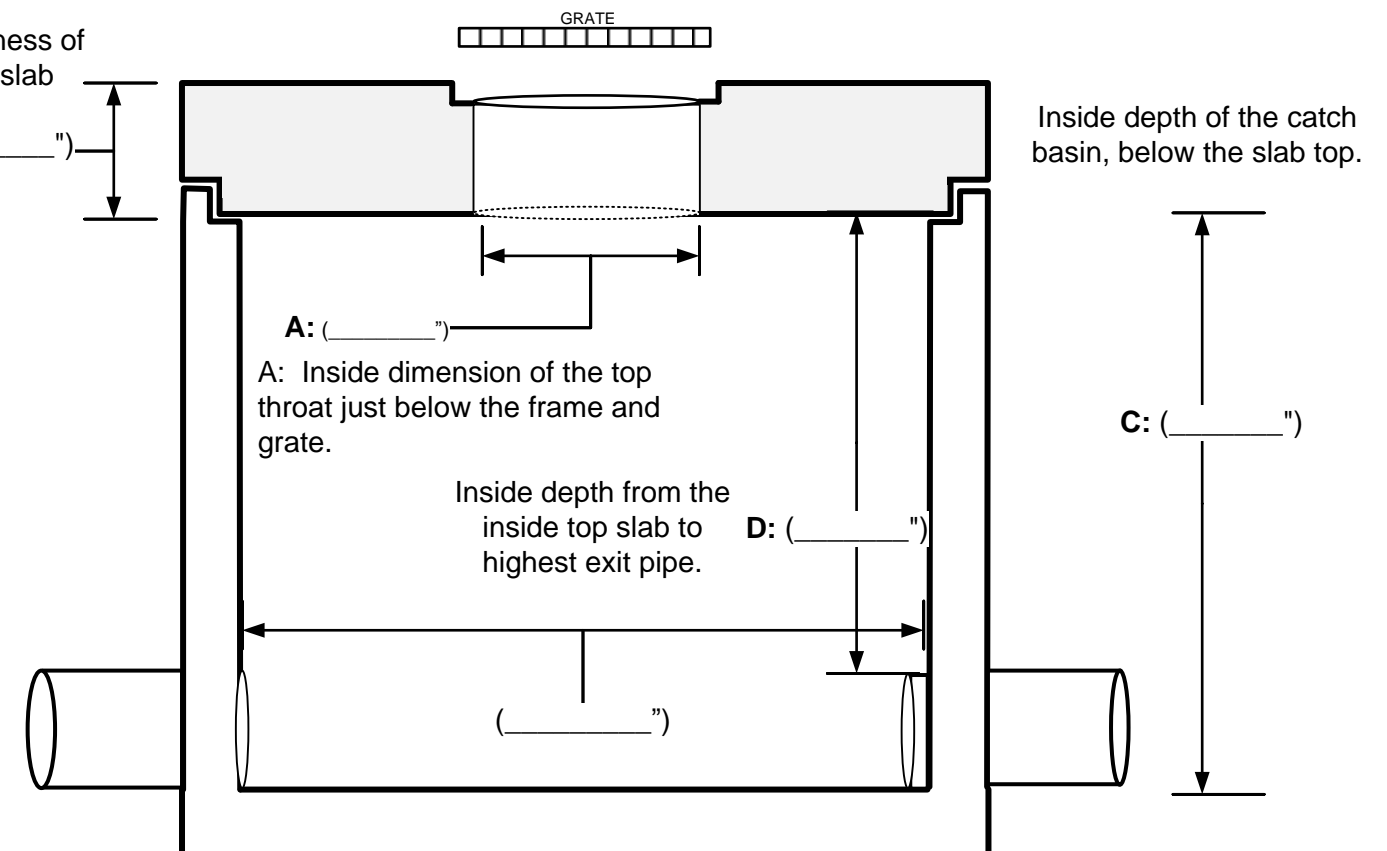 GRATE
ness of
slab
____")
Inside depth of the catch
basin, below the slab top.
A: (________”)
A: Inside dimension of the top
throat just below the frame and
grate.
C: (_______")
Inside depth from the
inside top slab to
highest exit pipe.
D: (_______")
(_________”)